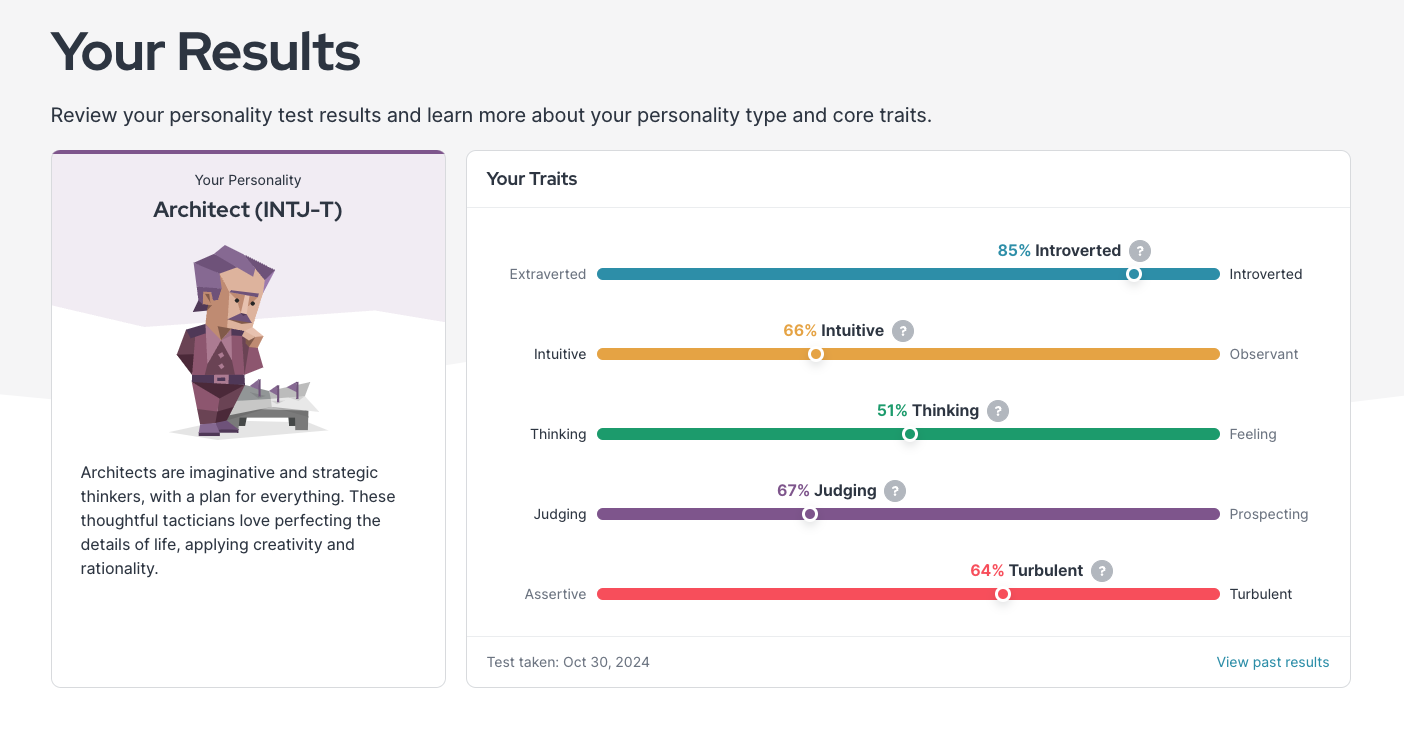 Your Results
Review your personality test results and learn more about your personality type and core traits.
Your Personality
Architect (INTJ-T)
Architects are imaginative and strategic
thinkers, with a plan for everything. These
thoughtful tacticians love perfecting the
details of life, applying creativity and
rationality.
Your Traits
85% Introverted ?
Extraverted Introverted
66% Intuitive ?
Intuitive Observant
51% Thinking ?
Thinking Feeling
67% Judging ?
Judging Prospecting
64% Turbulent ?
Assertive Turbulent
Test taken: Oct 30, 2024 View past results